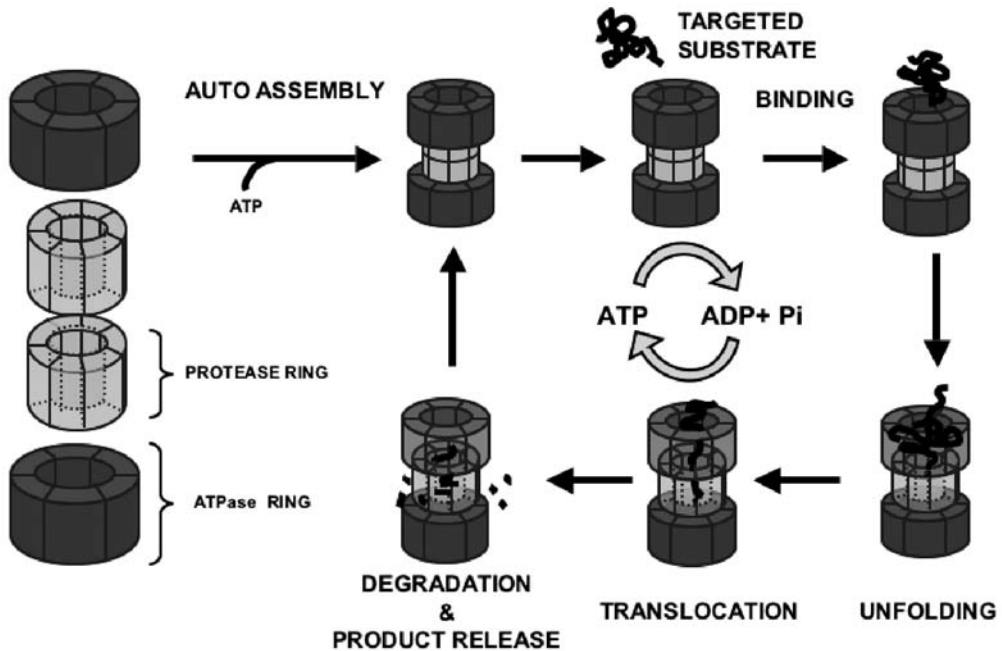 TARGETED
SUBSTRATE
AUTO ASSEMBLY
BINDING
ATP
ATP
ADP+ Pi
PROTEASE RING
ATPase RING
DEGRADATION
&
PRODUCT RELEASE
TRANSLOCATION
UNFOLDING